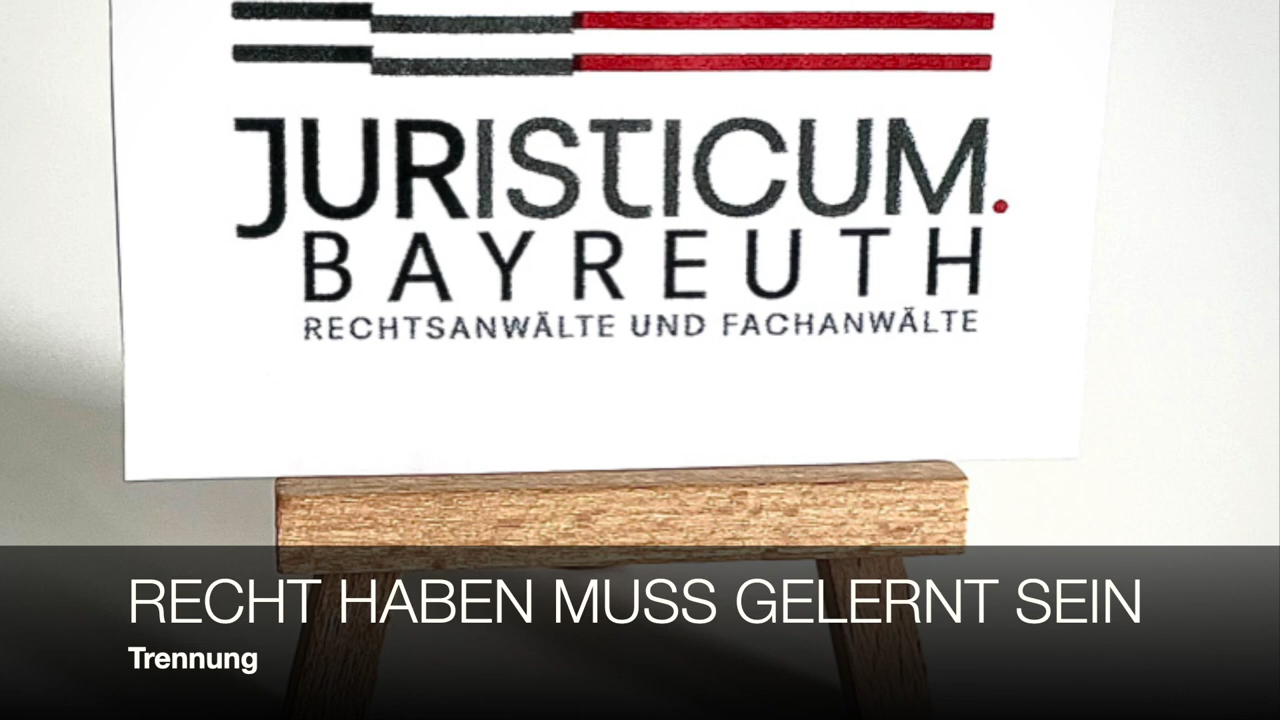 JURISTICUM.
BAYREUTH
RECHTSANWÄLTE UND FACHANWÄLTE
RECHT HABEN MUSS GELERNT SEIN
Trennung